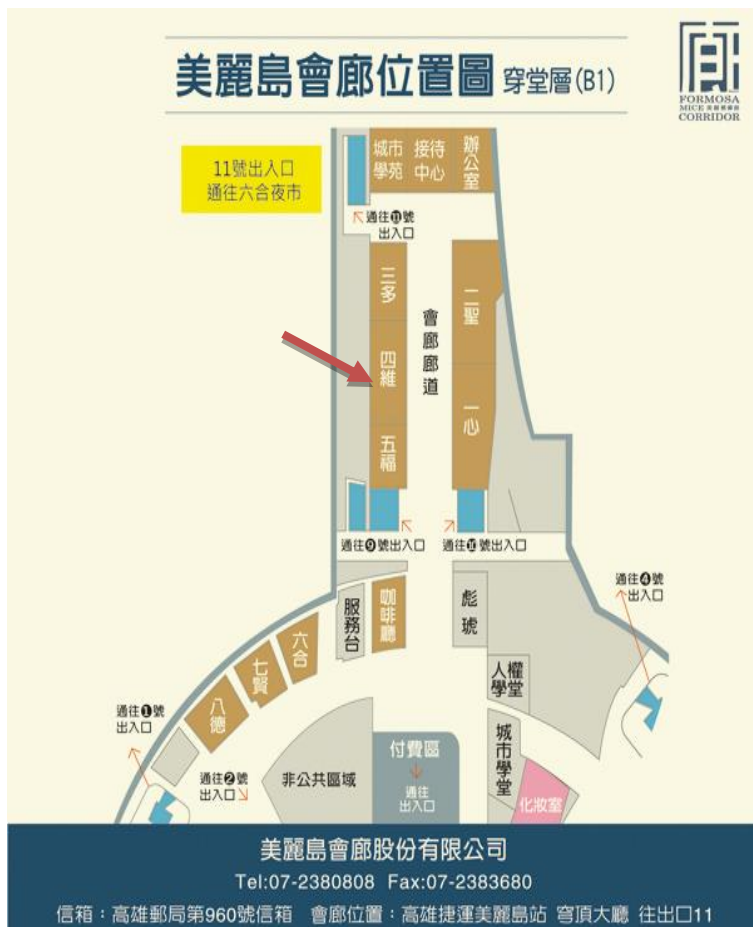 美麗島會廊位置圖 穿堂層(B1)
FORMOSA
MICE 美麗島會廊
CORRIDOR
11號出入口
通往六合夜市
城市
學苑
接待
中心
辦公室
通往⓫號
出入口
三多
二聖
會廊廊道
四維
一心
五福
通往❾號出入口
通往❿號出入口
通往❹號
出入口
服務台
咖啡廳
彪琥
六合
七賢
八德
人權
學堂
通往❶號
出入口
城市學堂
付費區
通往
出入口
通往❷號
出入口
非公共區域
化妝室
美麗島會廊股份有限公司
Tel:07-2380808 Fax:07-2383680
信箱：高雄郵局第960號信箱 會廊位置：高雄捷運美麗島站 穹頂大廳 往出口11